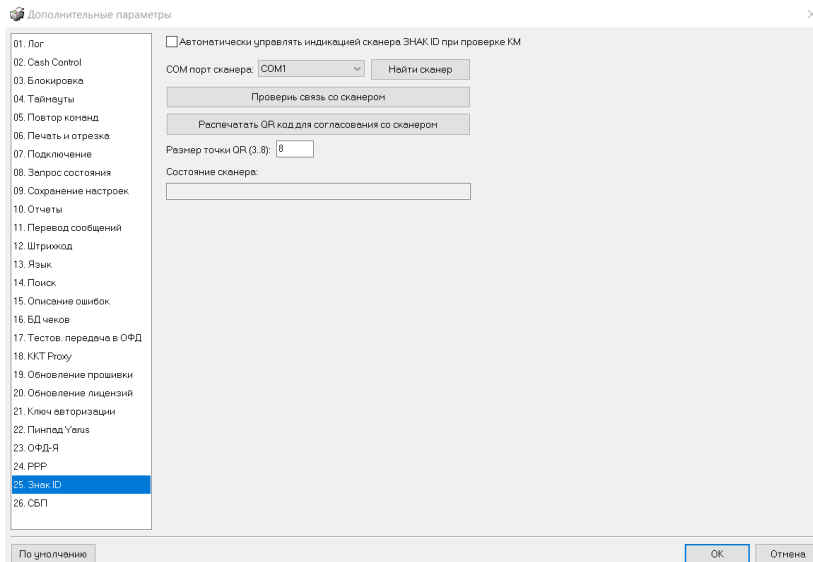 Дополнительные параметры
01. Лог
02. Cash Control
03. Блокировка
04. Таймауты
05. Повтор команд
06. Печать и отрезка
07. Подключение
08. Запрос состояния
09. Сохранение настроек
10. Отчеты
11. Перевод сообщений
12. Штрихкод
13. Язык
14. Поиск
15. Описание ошибок
16. БД чеков
17. Тестов. передача в ОФД
18. ККТ Proxy
19. Обновление прошивки
20. Обновление лицензий
21. Ключ авторизации
22. Пинпад Yarus
23. ОФД-Я
24. PPP
25. Знак ID
26. СБП
Автоматически управлять индикацией сканера ЗНАК ID при проверке КМ
COM порт сканера: COM1 Найти сканер
Провериь связь со сканером
Распечатать QR код для согласования со сканером
Размер точки QR (3..8): 8
Состояние сканера:
По умолчанию OK Отмена